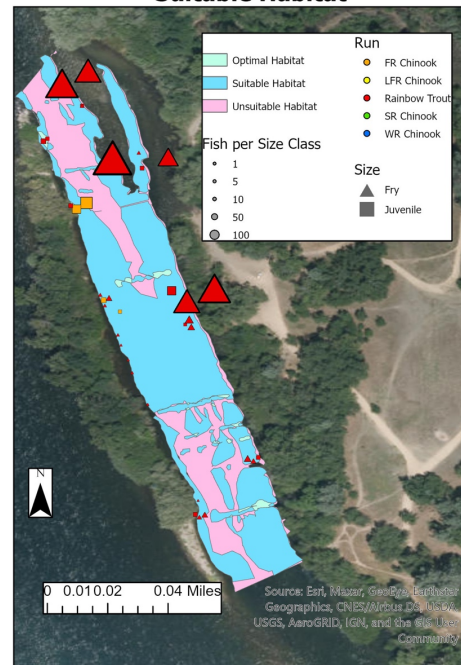 Suitable Habitat
Optimal Habitat
Suitable Habitat
Unsuitable Habitat
Fish per Size Class
1
5
10
50
100
Run
FR Chinook
LFR Chinook
Rainbow Trout
SR Chinook
WR Chinook
Size
Fry
Juvenile
N
0 0.01 0.02 0.04 Miles
Source: Esri, Maxar, GeoEye, Earthstar
Geographics, CNES/Airbus DS, USDA,
USGS, AeroGRID, IGN, and the GIS User
Community